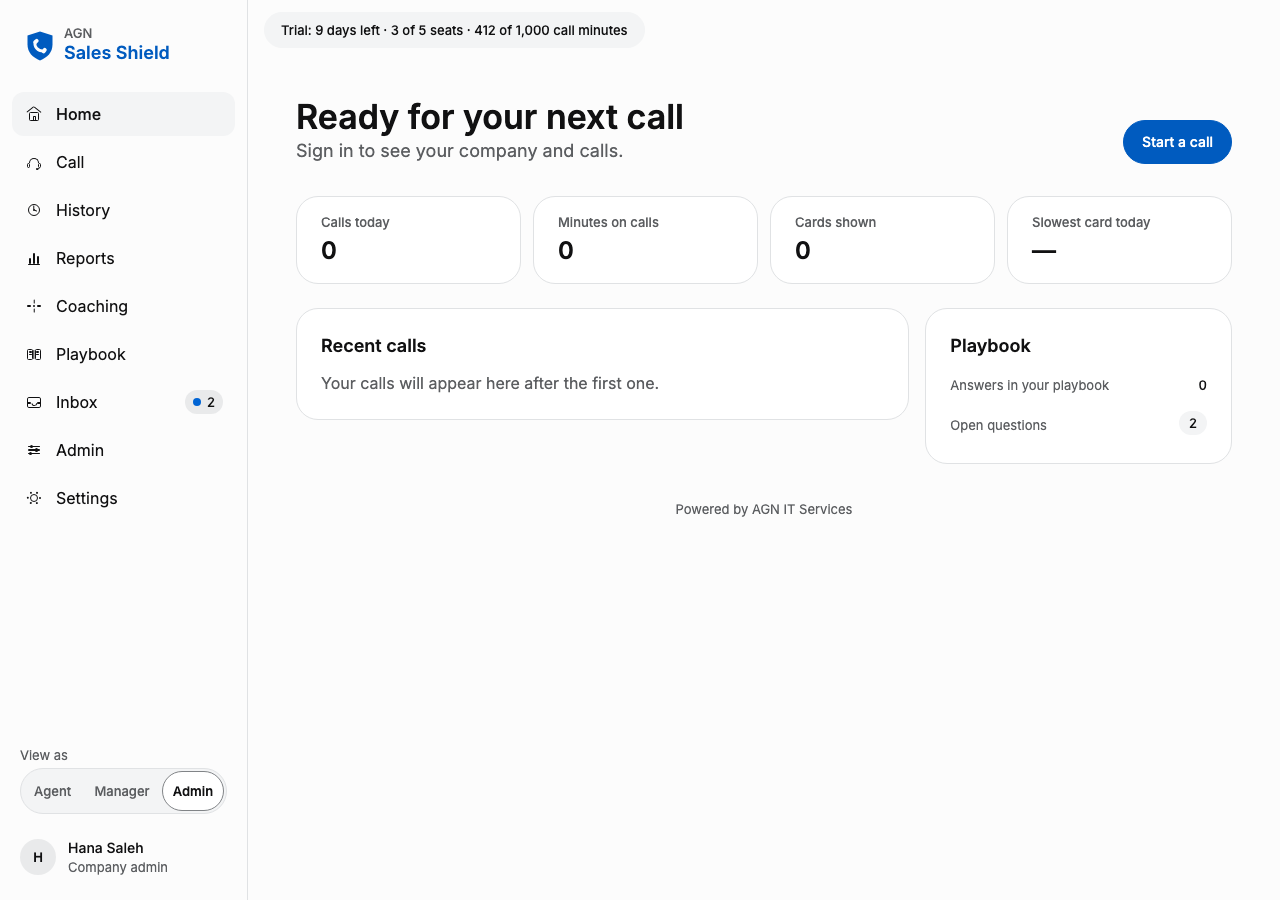 AGN
Sales Shield
Home
Call
History
Reports
Coaching
Playbook
Inbox
2
Admin
Settings
View as
Agent Manager Admin
H
Hana Saleh
Company admin
Trial: 9 days left · 3 of 5 seats · 412 of 1,000 call minutes
Ready for your next call
Sign in to see your company and calls.
Start a call
Calls today
0
Minutes on calls
0
Cards shown
0
Slowest card today
—
Recent calls
Your calls will appear here after the first one.
Playbook
Answers in your playbook 0
Open questions 2
Powered by AGN IT Services